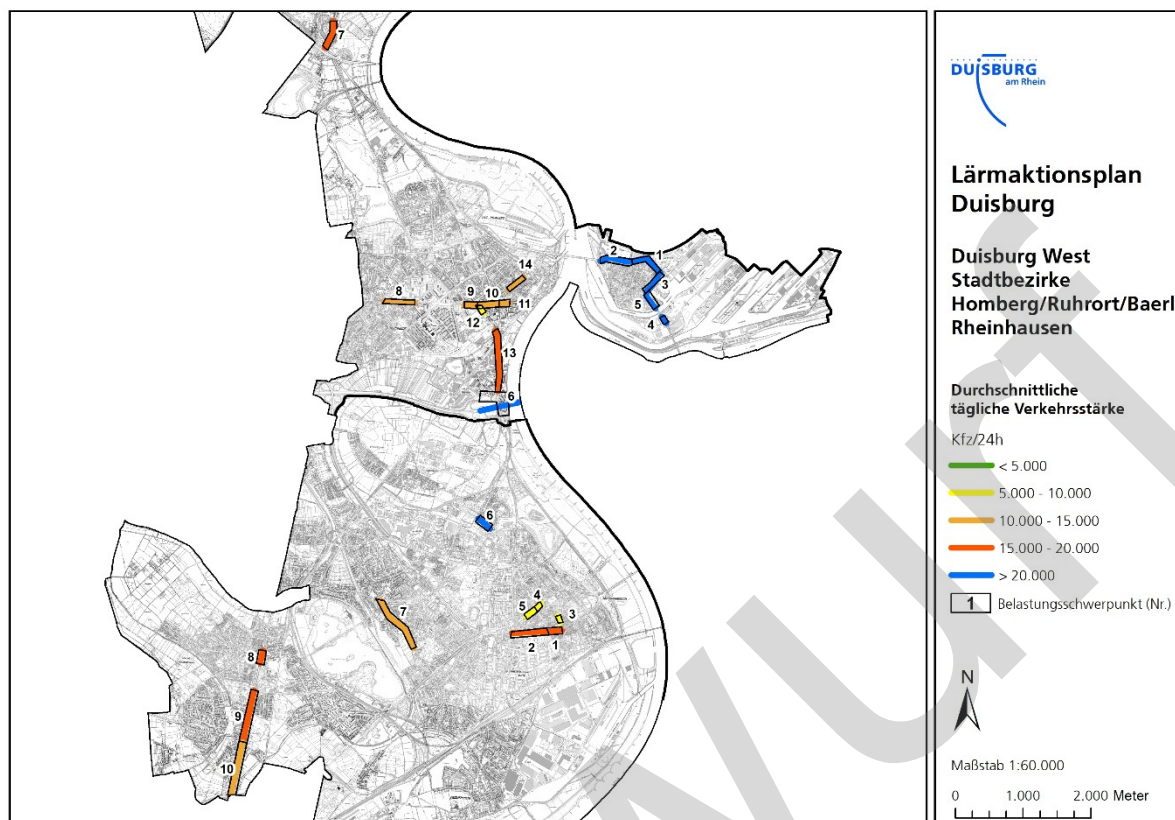 7
2
1
3
5
4
14
8
9
10
11
12
13
6
6
7
5
4
3
2
1
8
9
10
DUISBURG
am Rhein
Lärmaktionsplan
Duisburg
Duisburg West
Stadtbezirke
Homberg/Ruhrort/Baerl
Rheinhausen
Durchschnittliche
tägliche Verkehrsstärke
Kfz/24h
< 5.000
5.000 - 10.000
10.000 - 15.000
15.000 - 20.000
> 20.000
1 Belastungsschwerpunkt (Nr.)
N
Maßstab 1:60.000
0 1.000 2.000 Meter
wurf